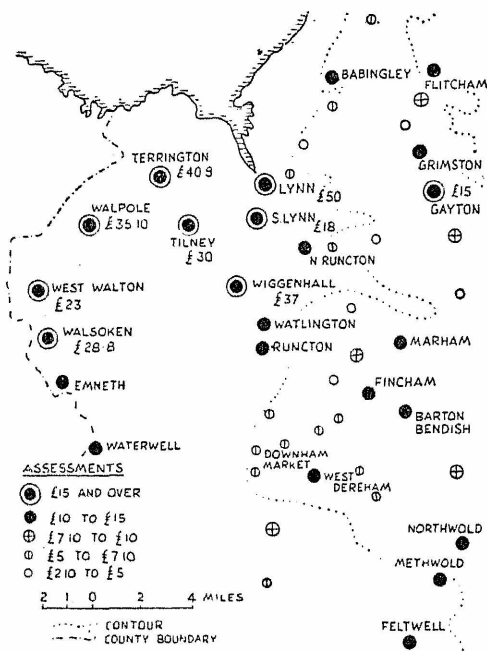 BABINGLEY
FLITCHAM
TERRINGTON
£40 9
GRIMSTON
LYNN
£50
£15
GAYTON
WALPOLE
£35 10
TILNEY
£30
S. LYNN
£18
N RUNCTON
WEST WALTON
£23
WIGGENHALL
£37
WALSOKEN
£28·8
WATLINGTON
RUNCTON
MARHAM
EMNETH
FINCHAM
BARTON
BENDISH
WATERWELL
DOWNHAM
MARKET
WEST
DEREHAM
ASSESSMENTS
£15 AND OVER
£10 TO £15
£7 10 TO £10
£5 TO £7 10
£2 10 TO £5
NORTHWOLD
METHWOLD
FELTWELL
2 0 2 4 MILES
CONTOUR
COUNTY BOUNDARY